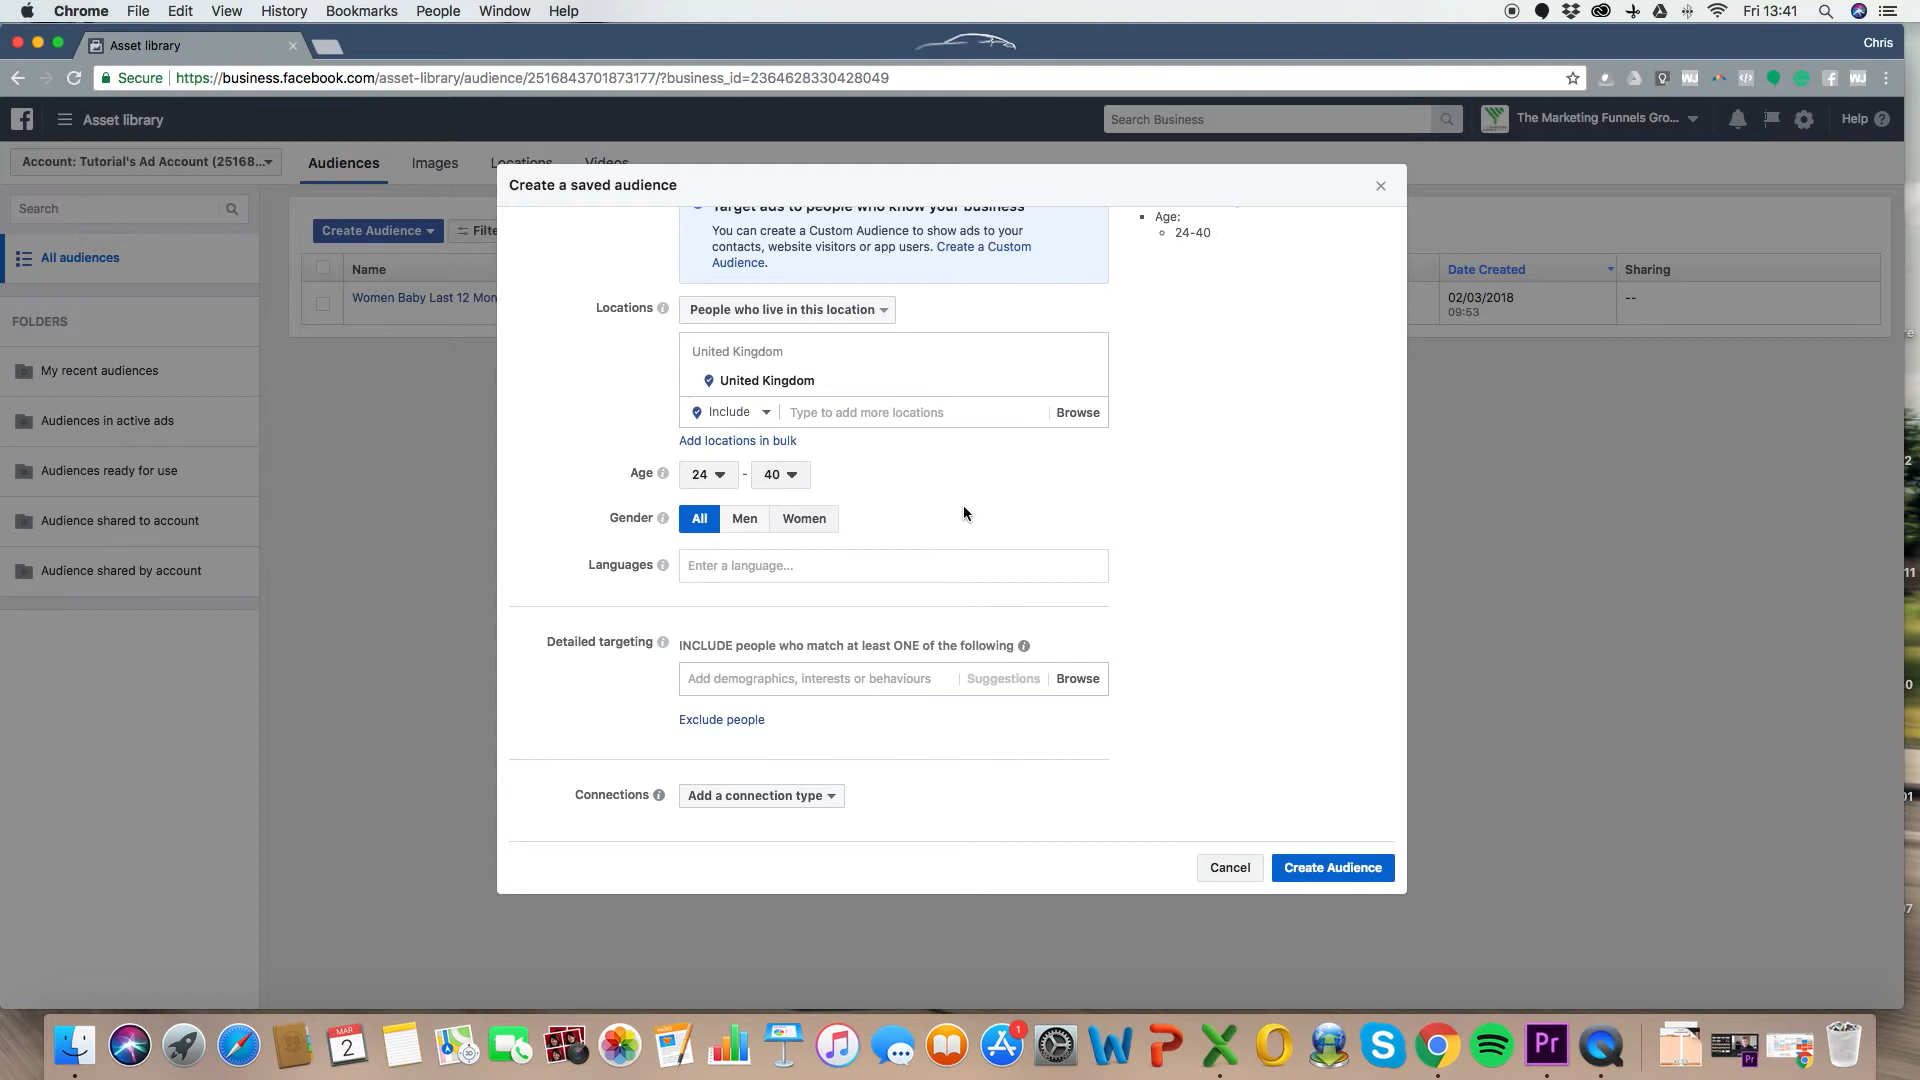 Chrome File Edit View History Bookmarks People Window Help
Fri 13:41
Asset library
Chris
Secure https://business.facebook.com/asset-library/audience/2516843701873177/?business_id=2364628330428049
Asset library
Search Business
The Marketing Funnels Gro...
Help
Account: Tutorial's Ad Account (25168...
Audiences Images Locations Videos
Create a saved audience
Search
Create Audience
Filte
All audiences
Name
Date Created
Sharing
Women Baby Last 12 Mon
02/03/2018
09:53
--
FOLDERS
My recent audiences
Audiences in active ads
Audiences ready for use
Audience shared to account
Audience shared by account
Target ads to people who know your business
You can create a Custom Audience to show ads to your
contacts, website visitors or app users. Create a Custom
Audience.
Age:
24-40
Locations
People who live in this location
United Kingdom
United Kingdom
Include
Type to add more locations
Browse
Add locations in bulk
Age
24 - 40
Gender
All Men Women
Languages
Enter a language...
Detailed targeting
INCLUDE people who match at least ONE of the following
Add demographics, interests or behaviours
Suggestions
Browse
Exclude people
Connections
Add a connection type
Cancel
Create Audience
MAR
2
1
Pr